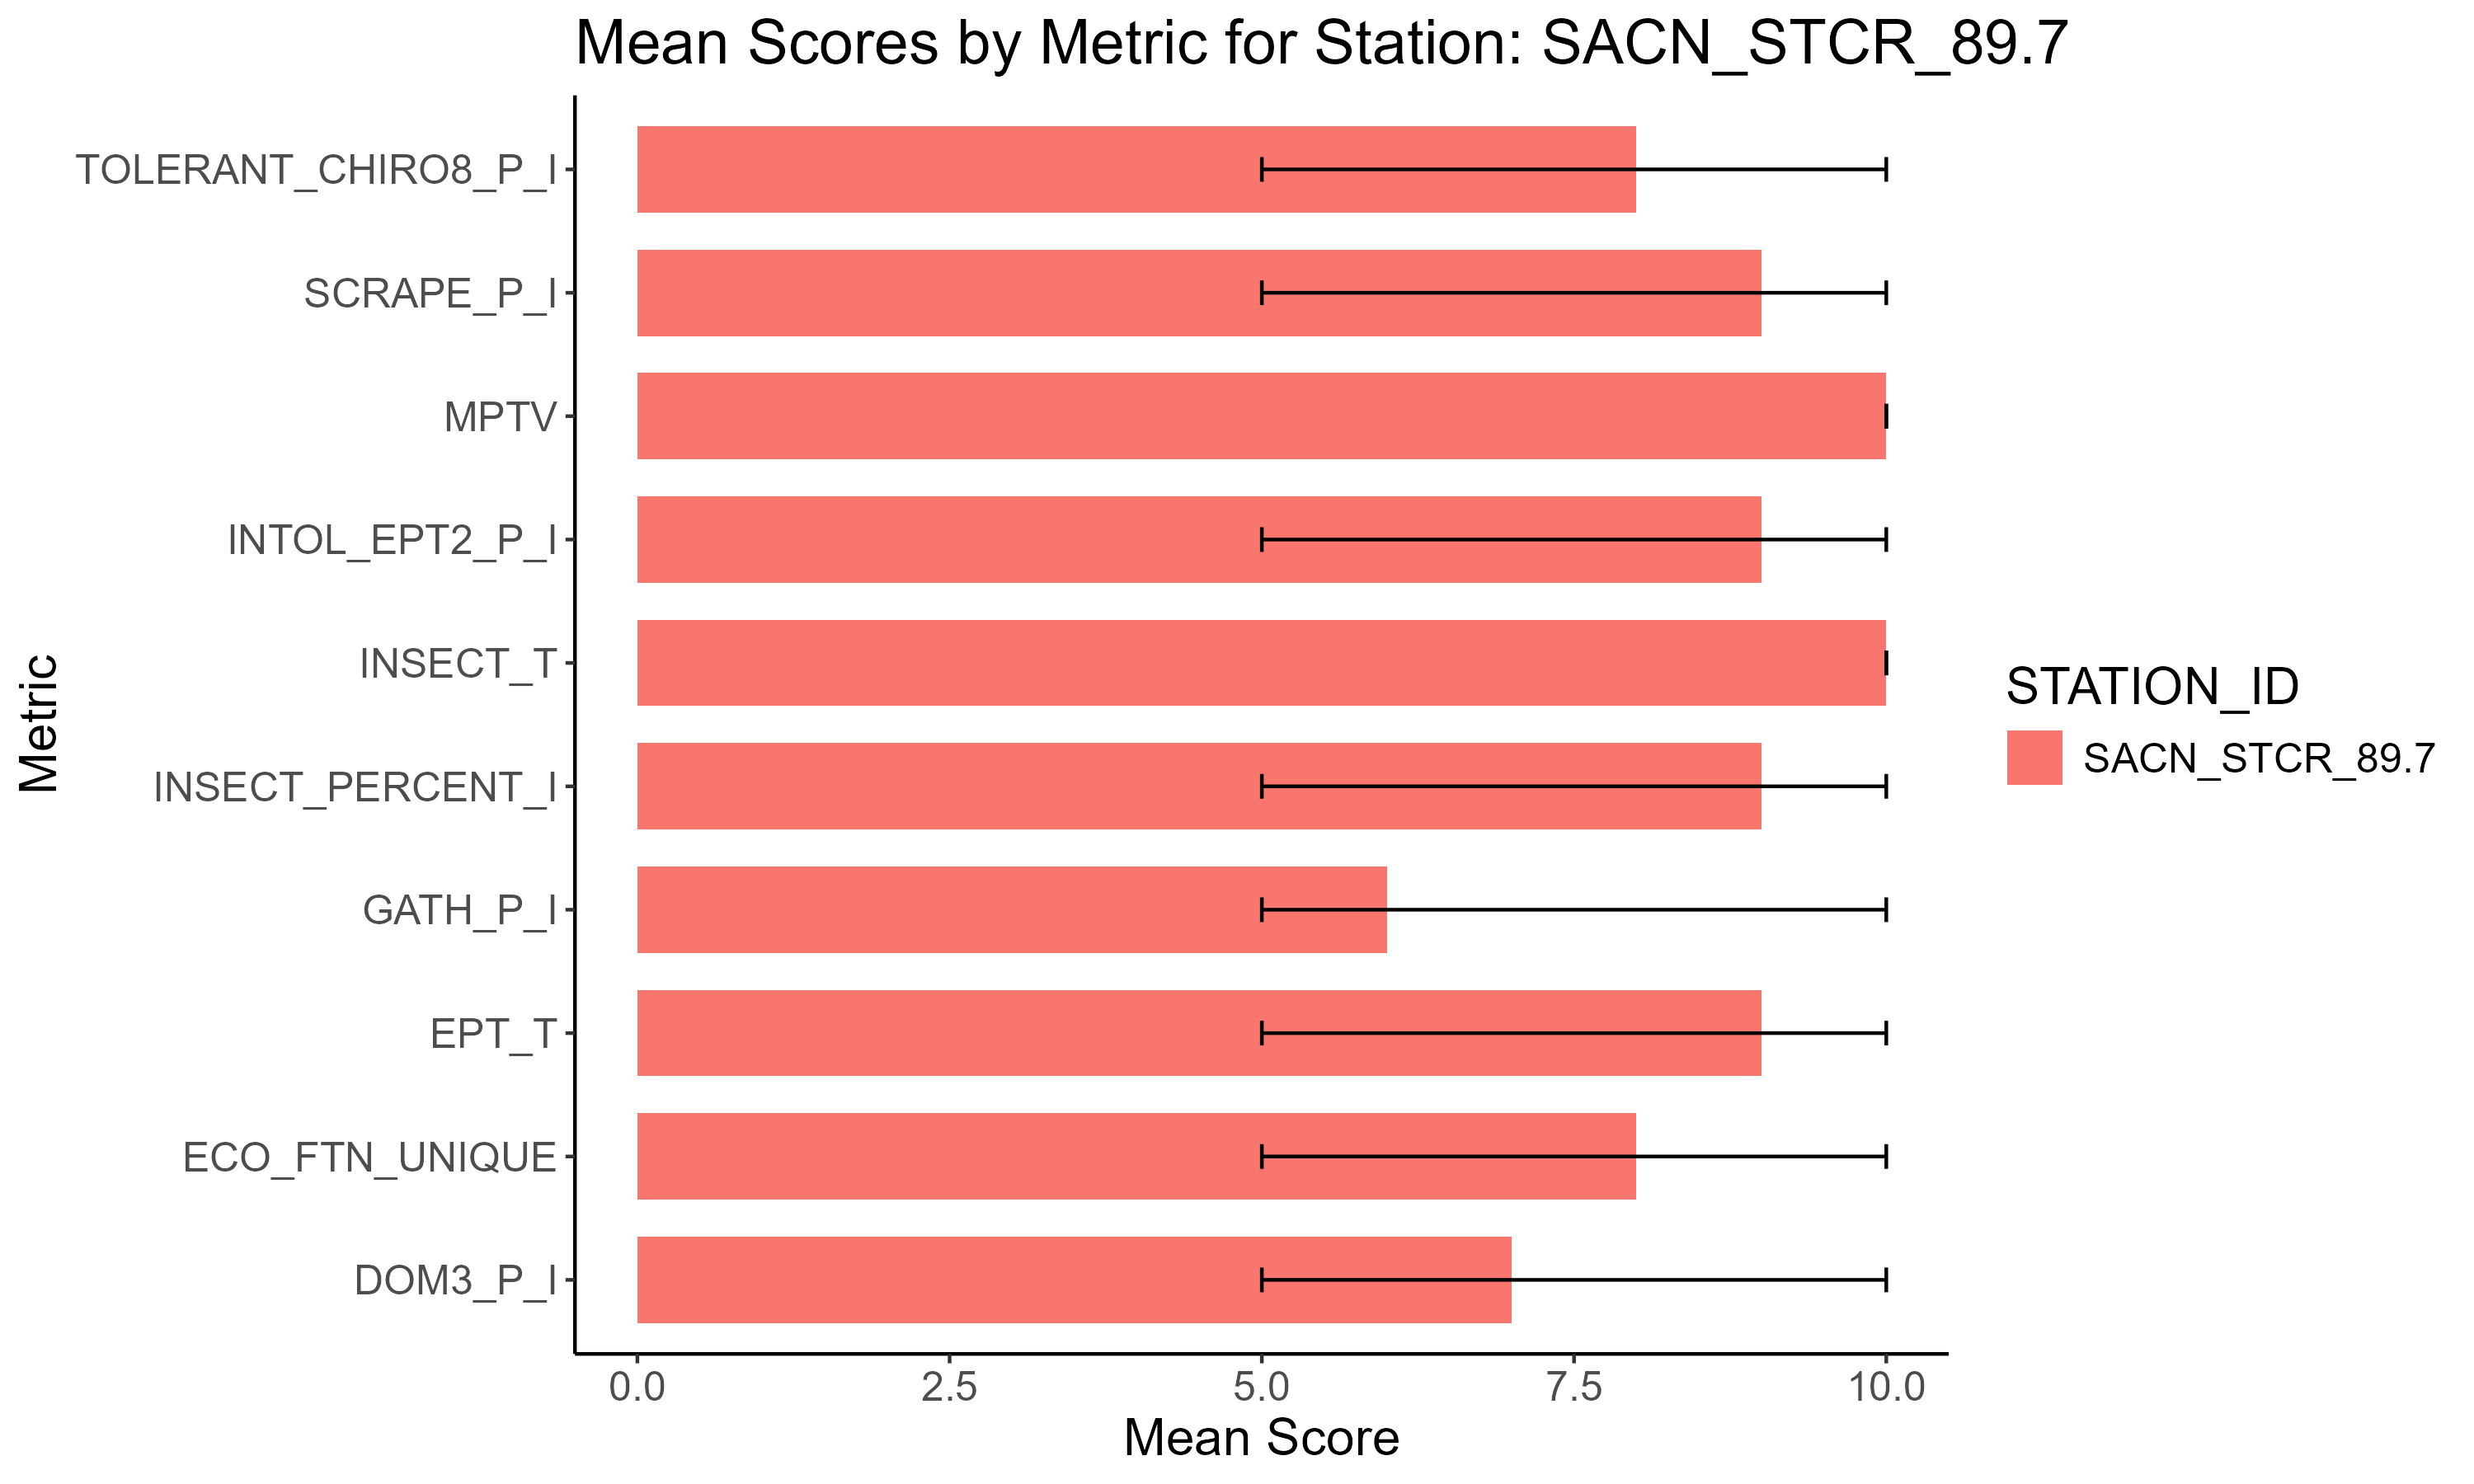 Mean Scores by Metric for Station: SACN_STCR_89.7
Metric
TOLERANT_CHIRO8_P_I
SCRAPE_P_I
MPTV
INTOL_EPT2_P_I
INSECT_T
INSECT_PERCENT_I
GATH_P_I
EPT_T
ECO_FTN_UNIQUE
DOM3_P_I
0.0 2.5 5.0 7.5 10.0
Mean Score
STATION_ID
SACN_STCR_89.7